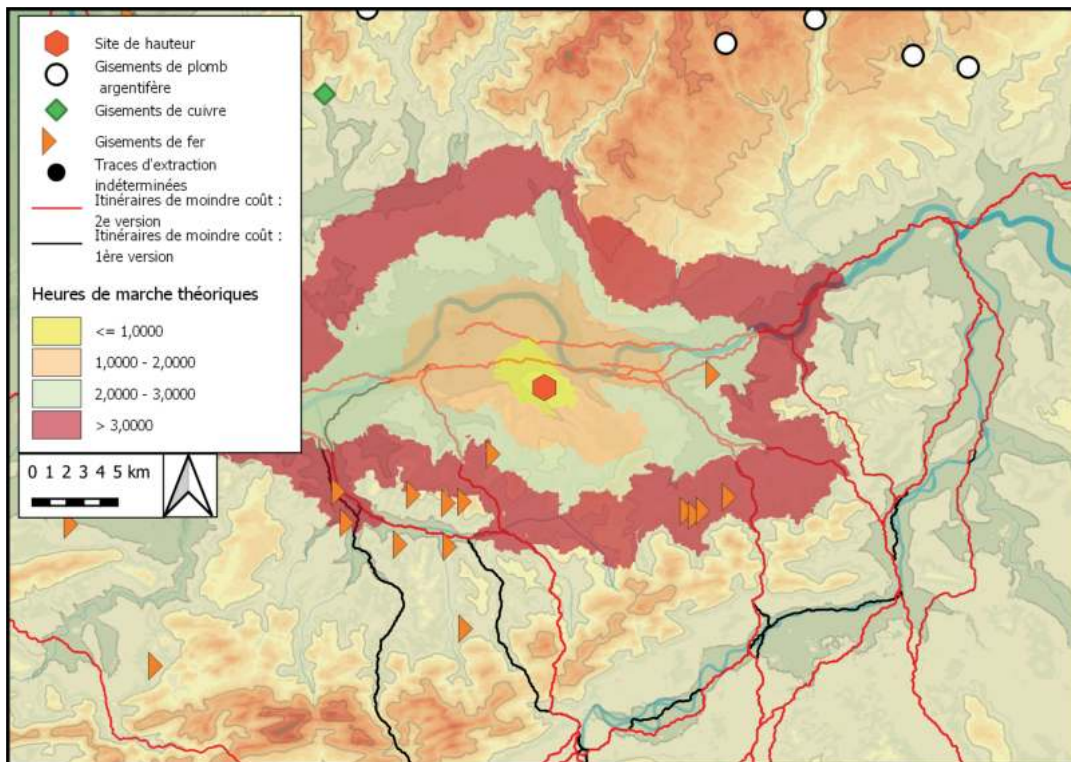 Site de hauteur
Gisements de plomb
argentifère
Gisements de cuivre
Gisements de fer
Traces d'extraction
indéterminées
Itinéraires de moindre coût :
2e version
Itinéraires de moindre coût :
1ère version
Heures de marche théoriques
<= 1,0000
1,0000 - 2,0000
2,0000 - 3,0000
> 3,0000
0 1 2 3 4 5 km